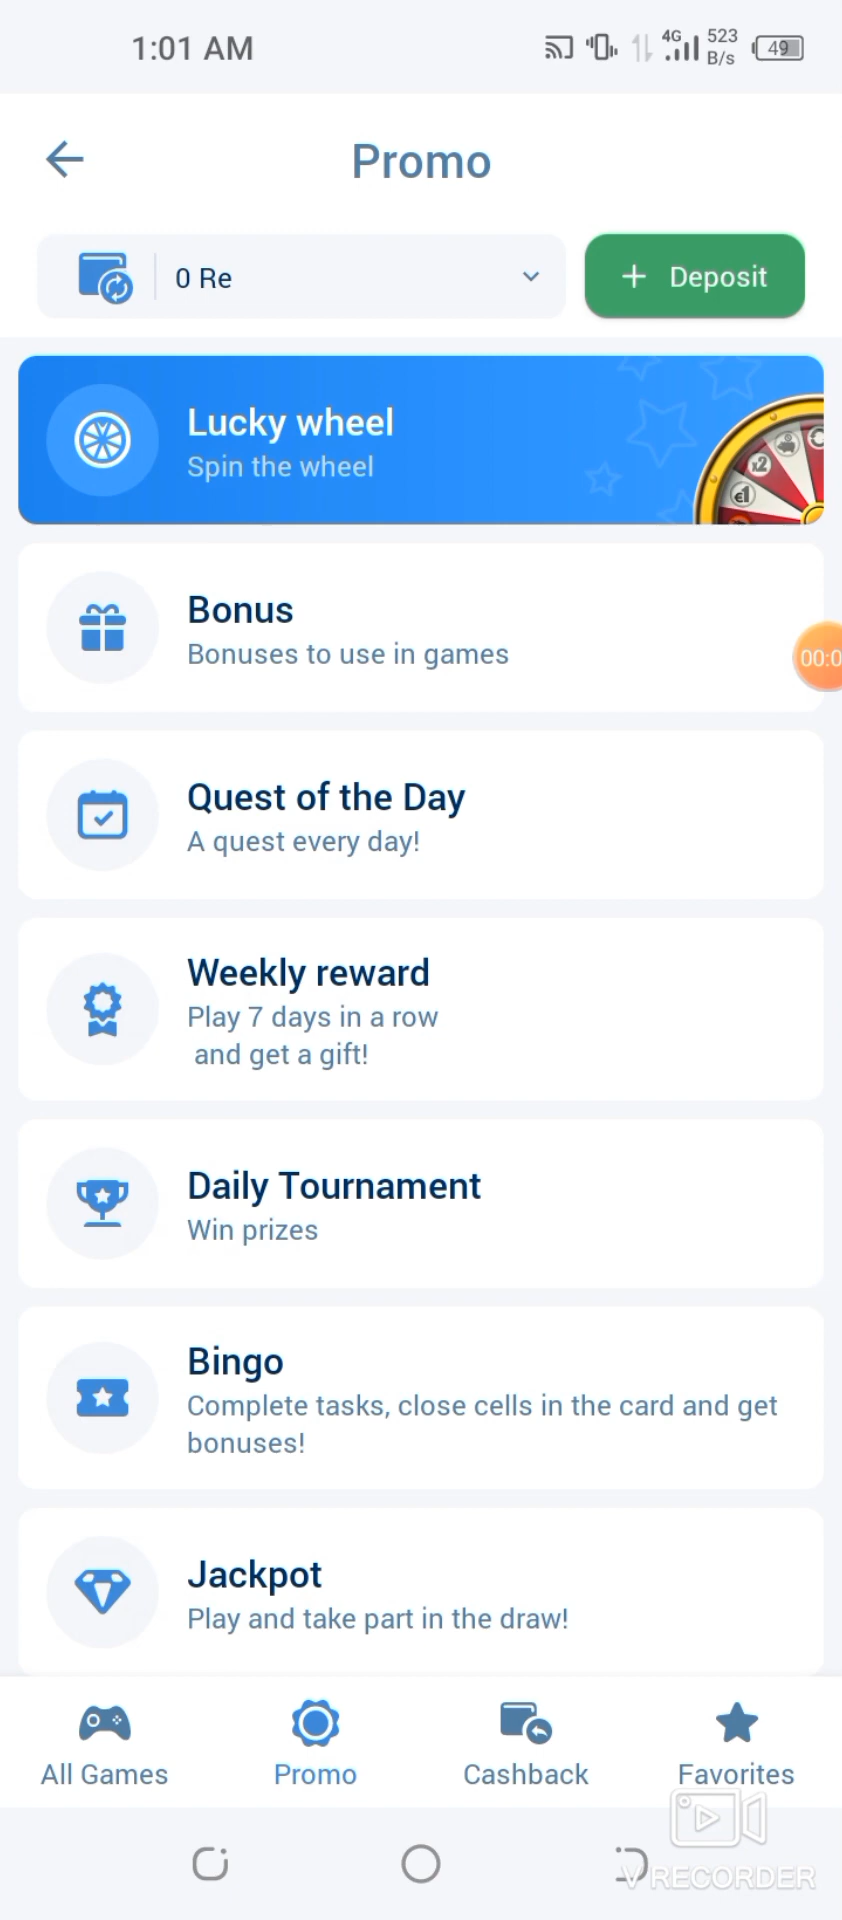 1:01 AM
4G
523
B/s
49
Promo
0 Re
+ Deposit
Lucky wheel
Spin the wheel
x2
€1
Bonus
Bonuses to use in games
00:0
Quest of the Day
A quest every day!
Weekly reward
Play 7 days in a row
and get a gift!
Daily Tournament
Win prizes
Bingo
Complete tasks, close cells in the card and get
bonuses!
Jackpot
Play and take part in the draw!
All Games
Promo
Cashback
Favorites
V RECORDER